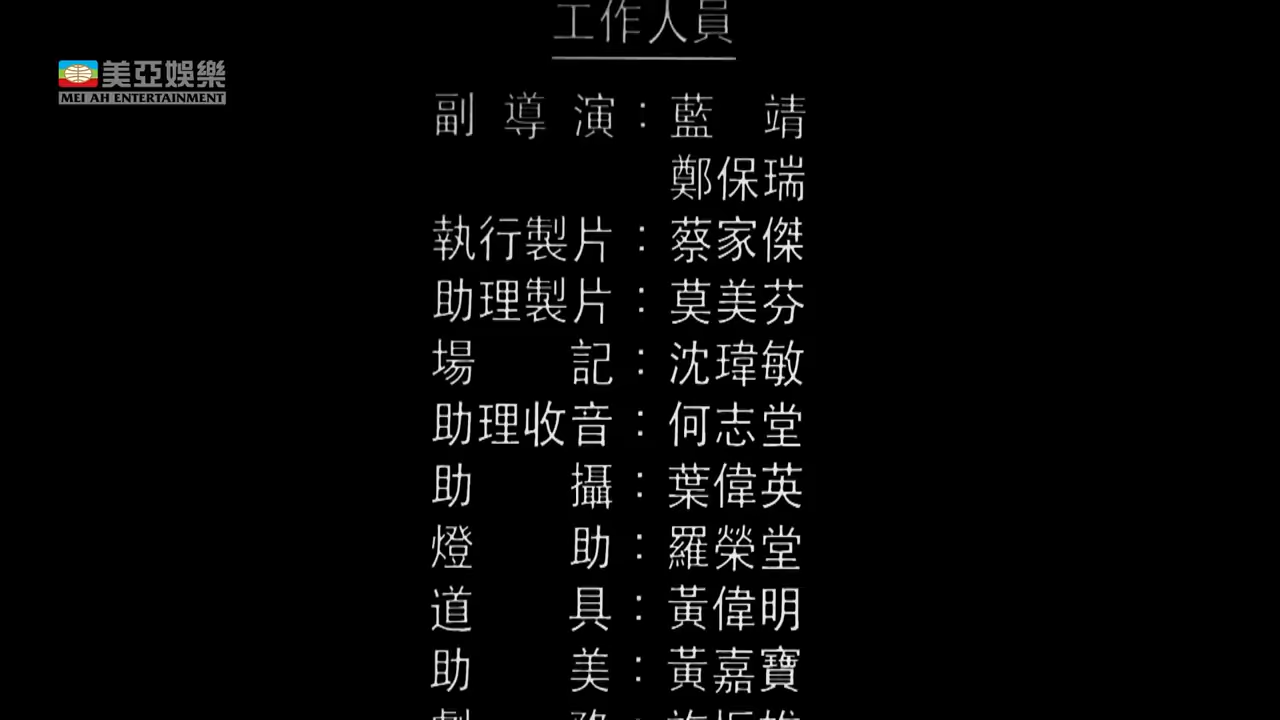 工作人員
美亞娛樂
MEI AH ENTERTAINMENT
副導演：藍靖
鄭保瑞
執行製片：蔡家傑
助理製片：莫美芬
場記：沈瑋敏
助理收音：何志堂
助攝：葉偉英
燈助：羅榮堂
道具：黃偉明
助美：黃嘉寶